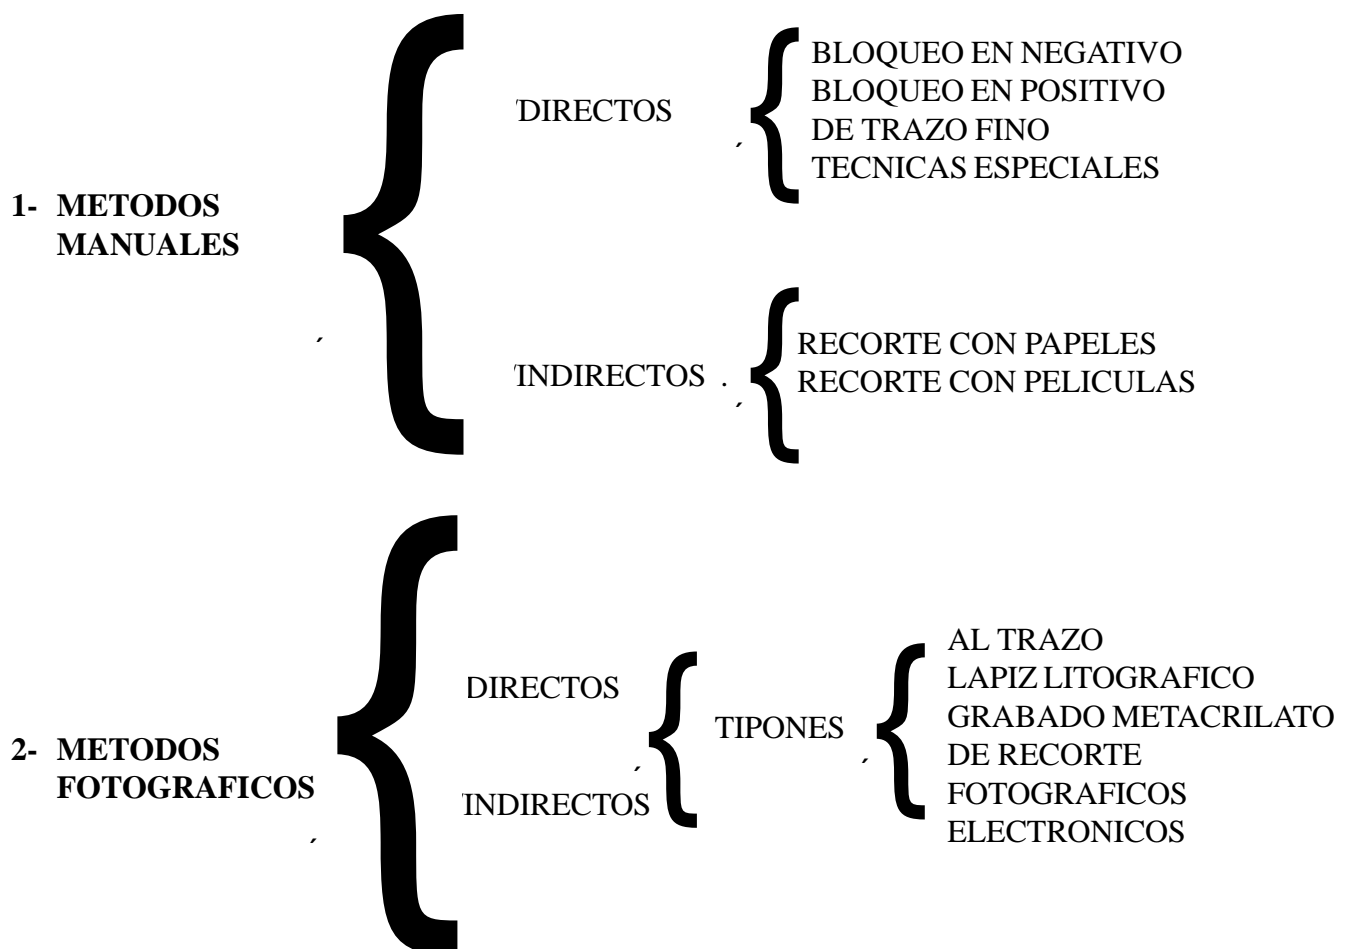 1- METODOS
MANUALES
DIRECTOS
BLOQUEO EN NEGATIVO
BLOQUEO EN POSITIVO
DE TRAZO FINO
TECNICAS ESPECIALES
INDIRECTOS .
RECORTE CON PAPELES
RECORTE CON PELICULAS
2- METODOS
FOTOGRAFICOS
DIRECTOS
INDIRECTOS
TIPONES
AL TRAZO
LAPIZ LITOGRAFICO
GRABADO METACRILATO
DE RECORTE
FOTOGRAFICOS
ELECTRONICOS